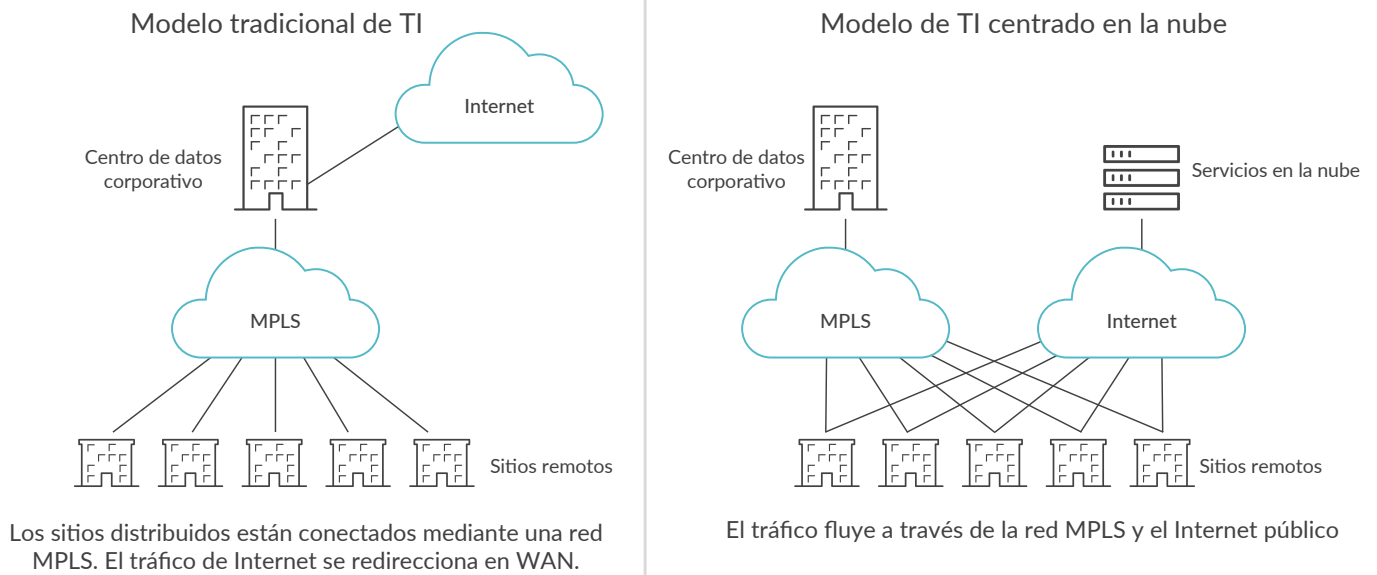 Modelo tradicional de TI
Internet
Centro de datos
corporativo
MPLS
Sitios remotos
Los sitios distribuidos están conectados mediante una red
MPLS. El tráfico de Internet se redirecciona en WAN.
Modelo de TI centrado en la nube
Centro de datos
corporativo
Servicios en la nube
MPLS
Internet
Sitios remotos
El tráfico fluye a través de la red MPLS y el Internet público